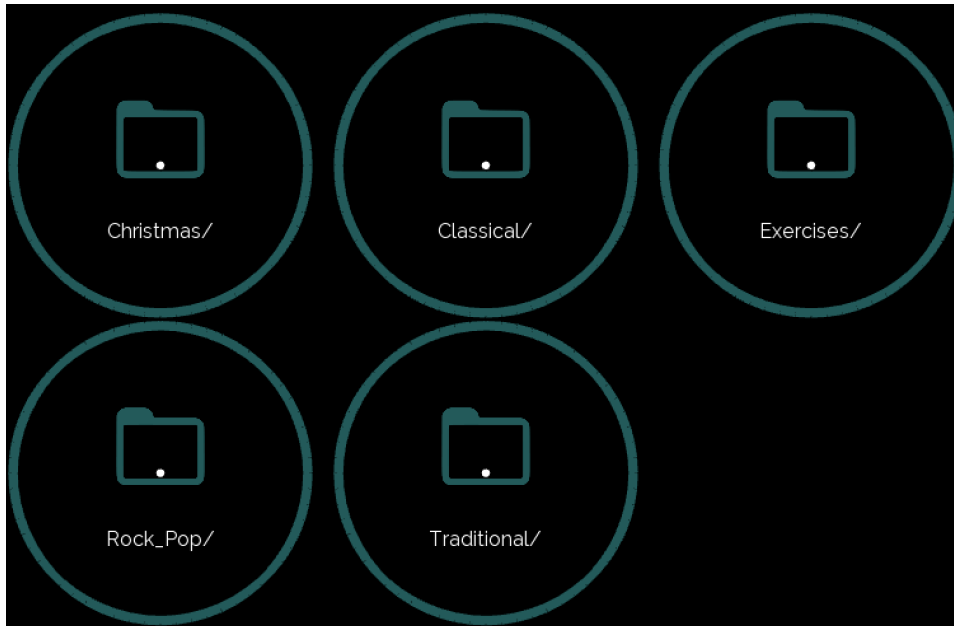 Christmas/
Classical/
Exercises/
Rock_Pop/
Traditional/